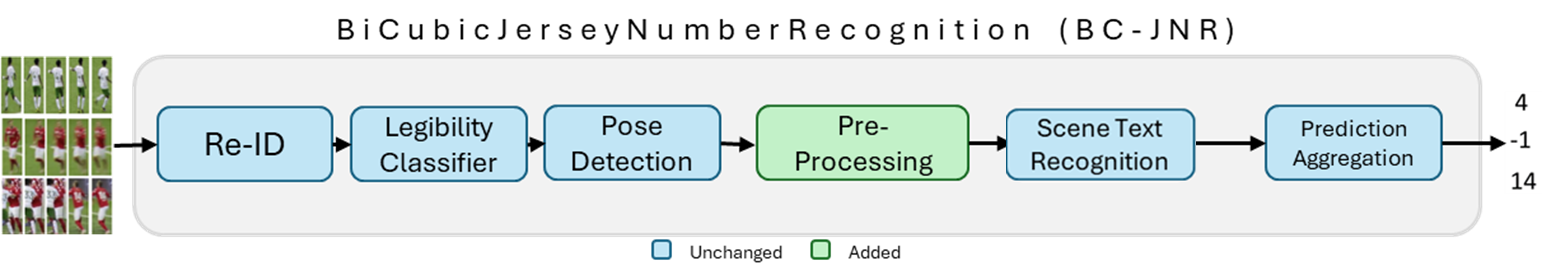 BiCubicJerseyNumberRecognition (BC-JNR)
Re-ID
Legibility
Classifier
Pose
Detection
Pre-
Processing
Scene Text
Recognition
Prediction
Aggregation
4
-1
14
Unchanged
Added